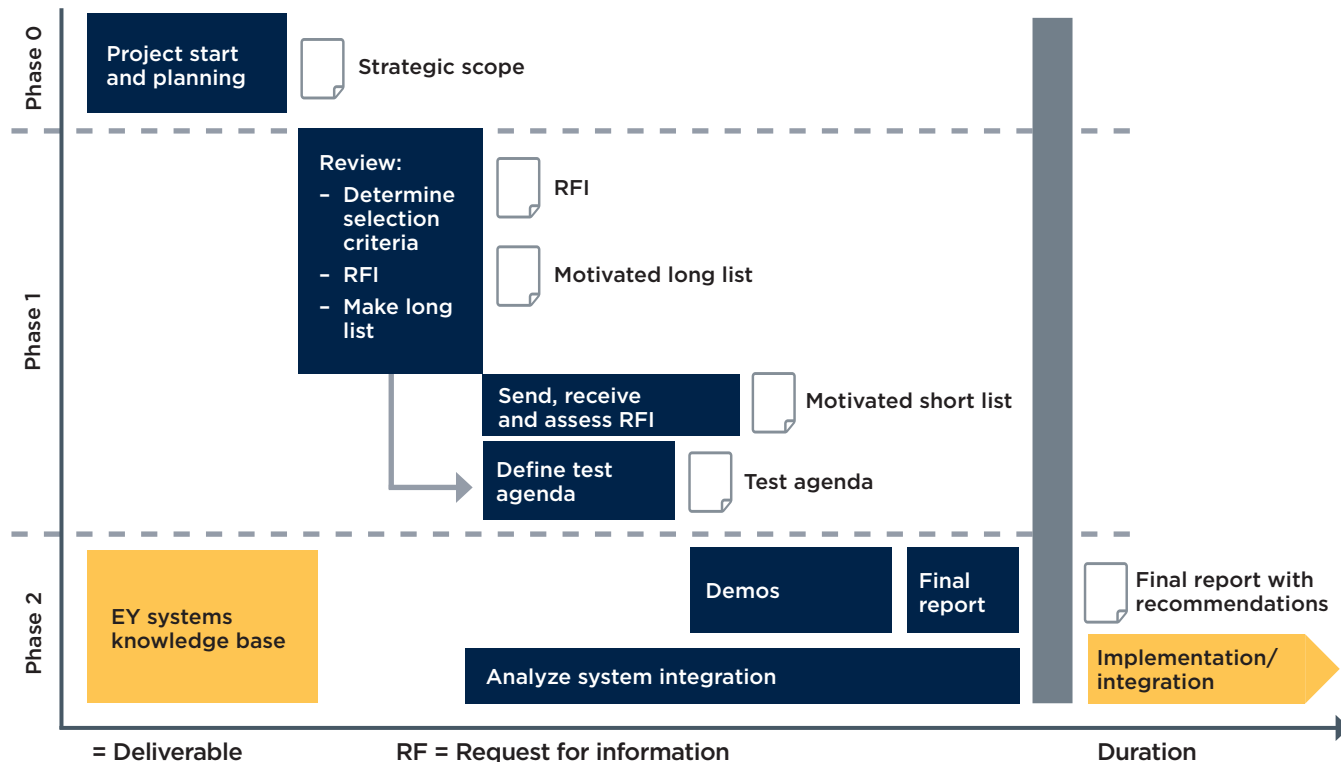 Phase 0
Project start
and planning
Strategic scope
Phase 1
Review:
– Determine
selection
criteria
– RFI
– Make long
list
RFI
Motivated long list
Send, receive
and assess RFI
Motivated short list
Define test
agenda
Test agenda
Phase 2
EY systems
knowledge base
Demos
Final
report
Final report with
recommendations
Analyze system integration
Implementation/
integration
= Deliverable
RF = Request for information
Duration